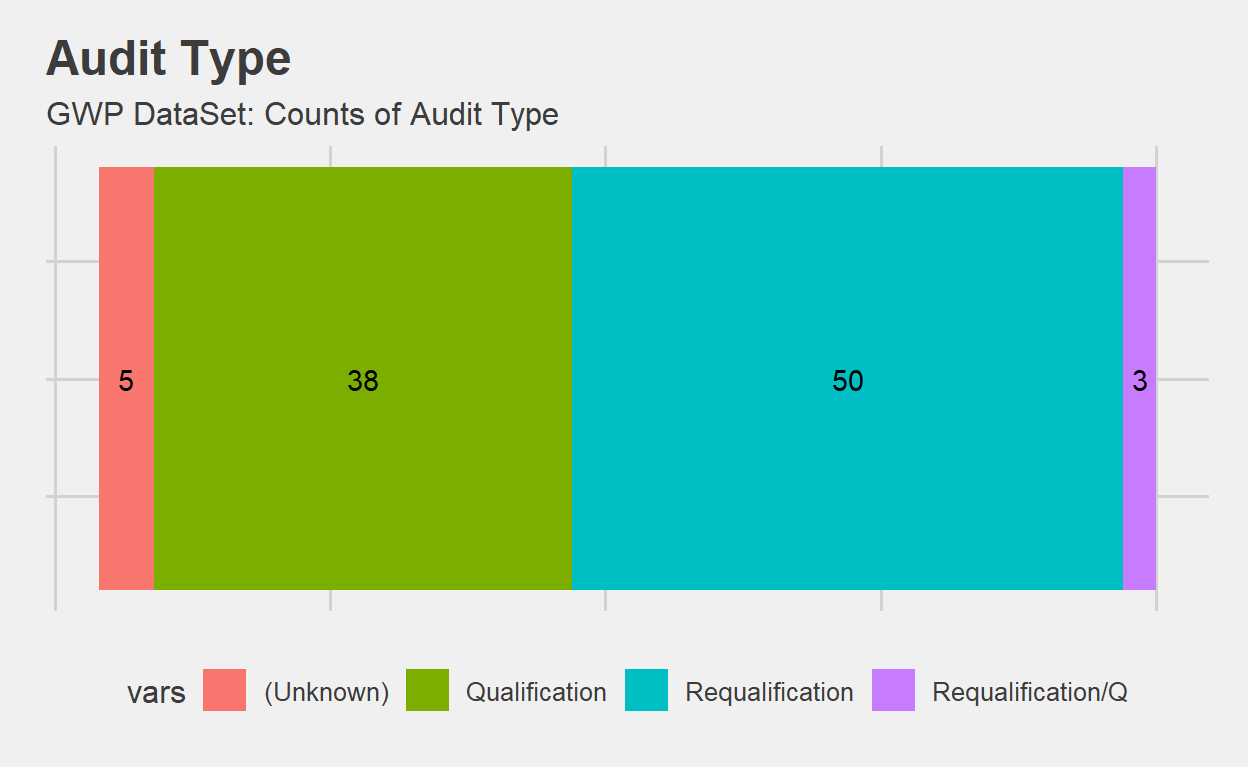 Audit Type
GWP DataSet: Counts of Audit Type
5 38 50 3
vars (Unknown) Qualification Requalification Requalification/Q